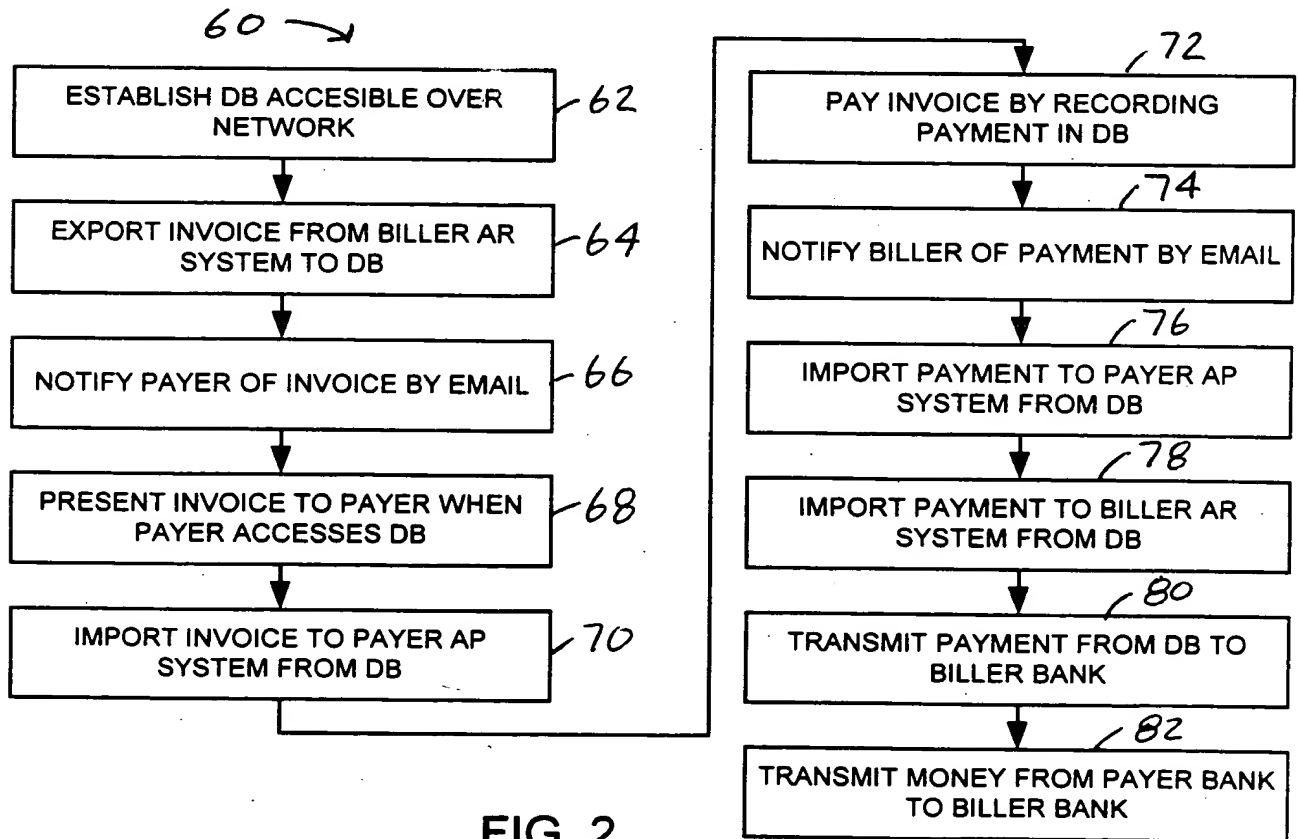 60
ESTABLISH DB ACCESIBLE OVER
NETWORK
62
EXPORT INVOICE FROM BILLER AR
SYSTEM TO DB
64
NOTIFY PAYER OF INVOICE BY EMAIL
66
PRESENT INVOICE TO PAYER WHEN
PAYER ACCESSES DB
68
IMPORT INVOICE TO PAYER AP
SYSTEM FROM DB
70
72
PAY INVOICE BY RECORDING
PAYMENT IN DB
74
NOTIFY BILLER OF PAYMENT BY EMAIL
76
IMPORT PAYMENT TO PAYER AP
SYSTEM FROM DB
78
IMPORT PAYMENT TO BILLER AR
SYSTEM FROM DB
80
TRANSMIT PAYMENT FROM DB TO
BILLER BANK
82
TRANSMIT MONEY FROM PAYER BANK
TO BILLER BANK
FIG. 2